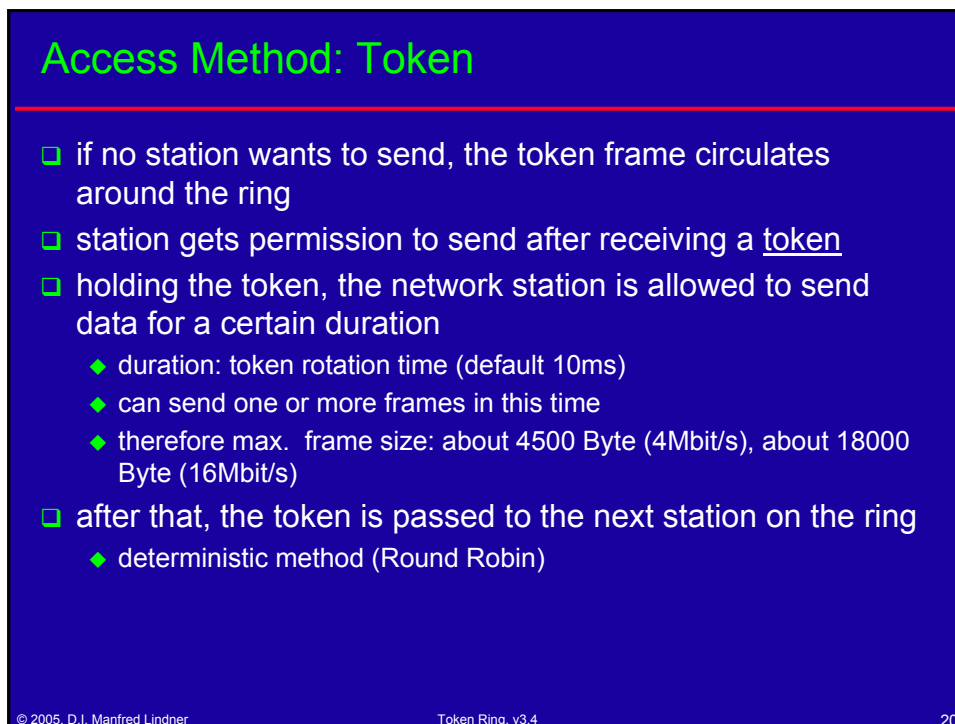 Access Method: Token
if no station wants to send, the token frame circulates
around the ring
station gets permission to send after receiving a token
holding the token, the network station is allowed to send
data for a certain duration
duration: token rotation time (default 10ms)
can send one or more frames in this time
therefore max. frame size: about 4500 Byte (4Mbit/s), about 18000
Byte (16Mbit/s)
after that, the token is passed to the next station on the ring
deterministic method (Round Robin)
© 2005, D.I. Manfred Lindner
Token Ring, v3.4
20